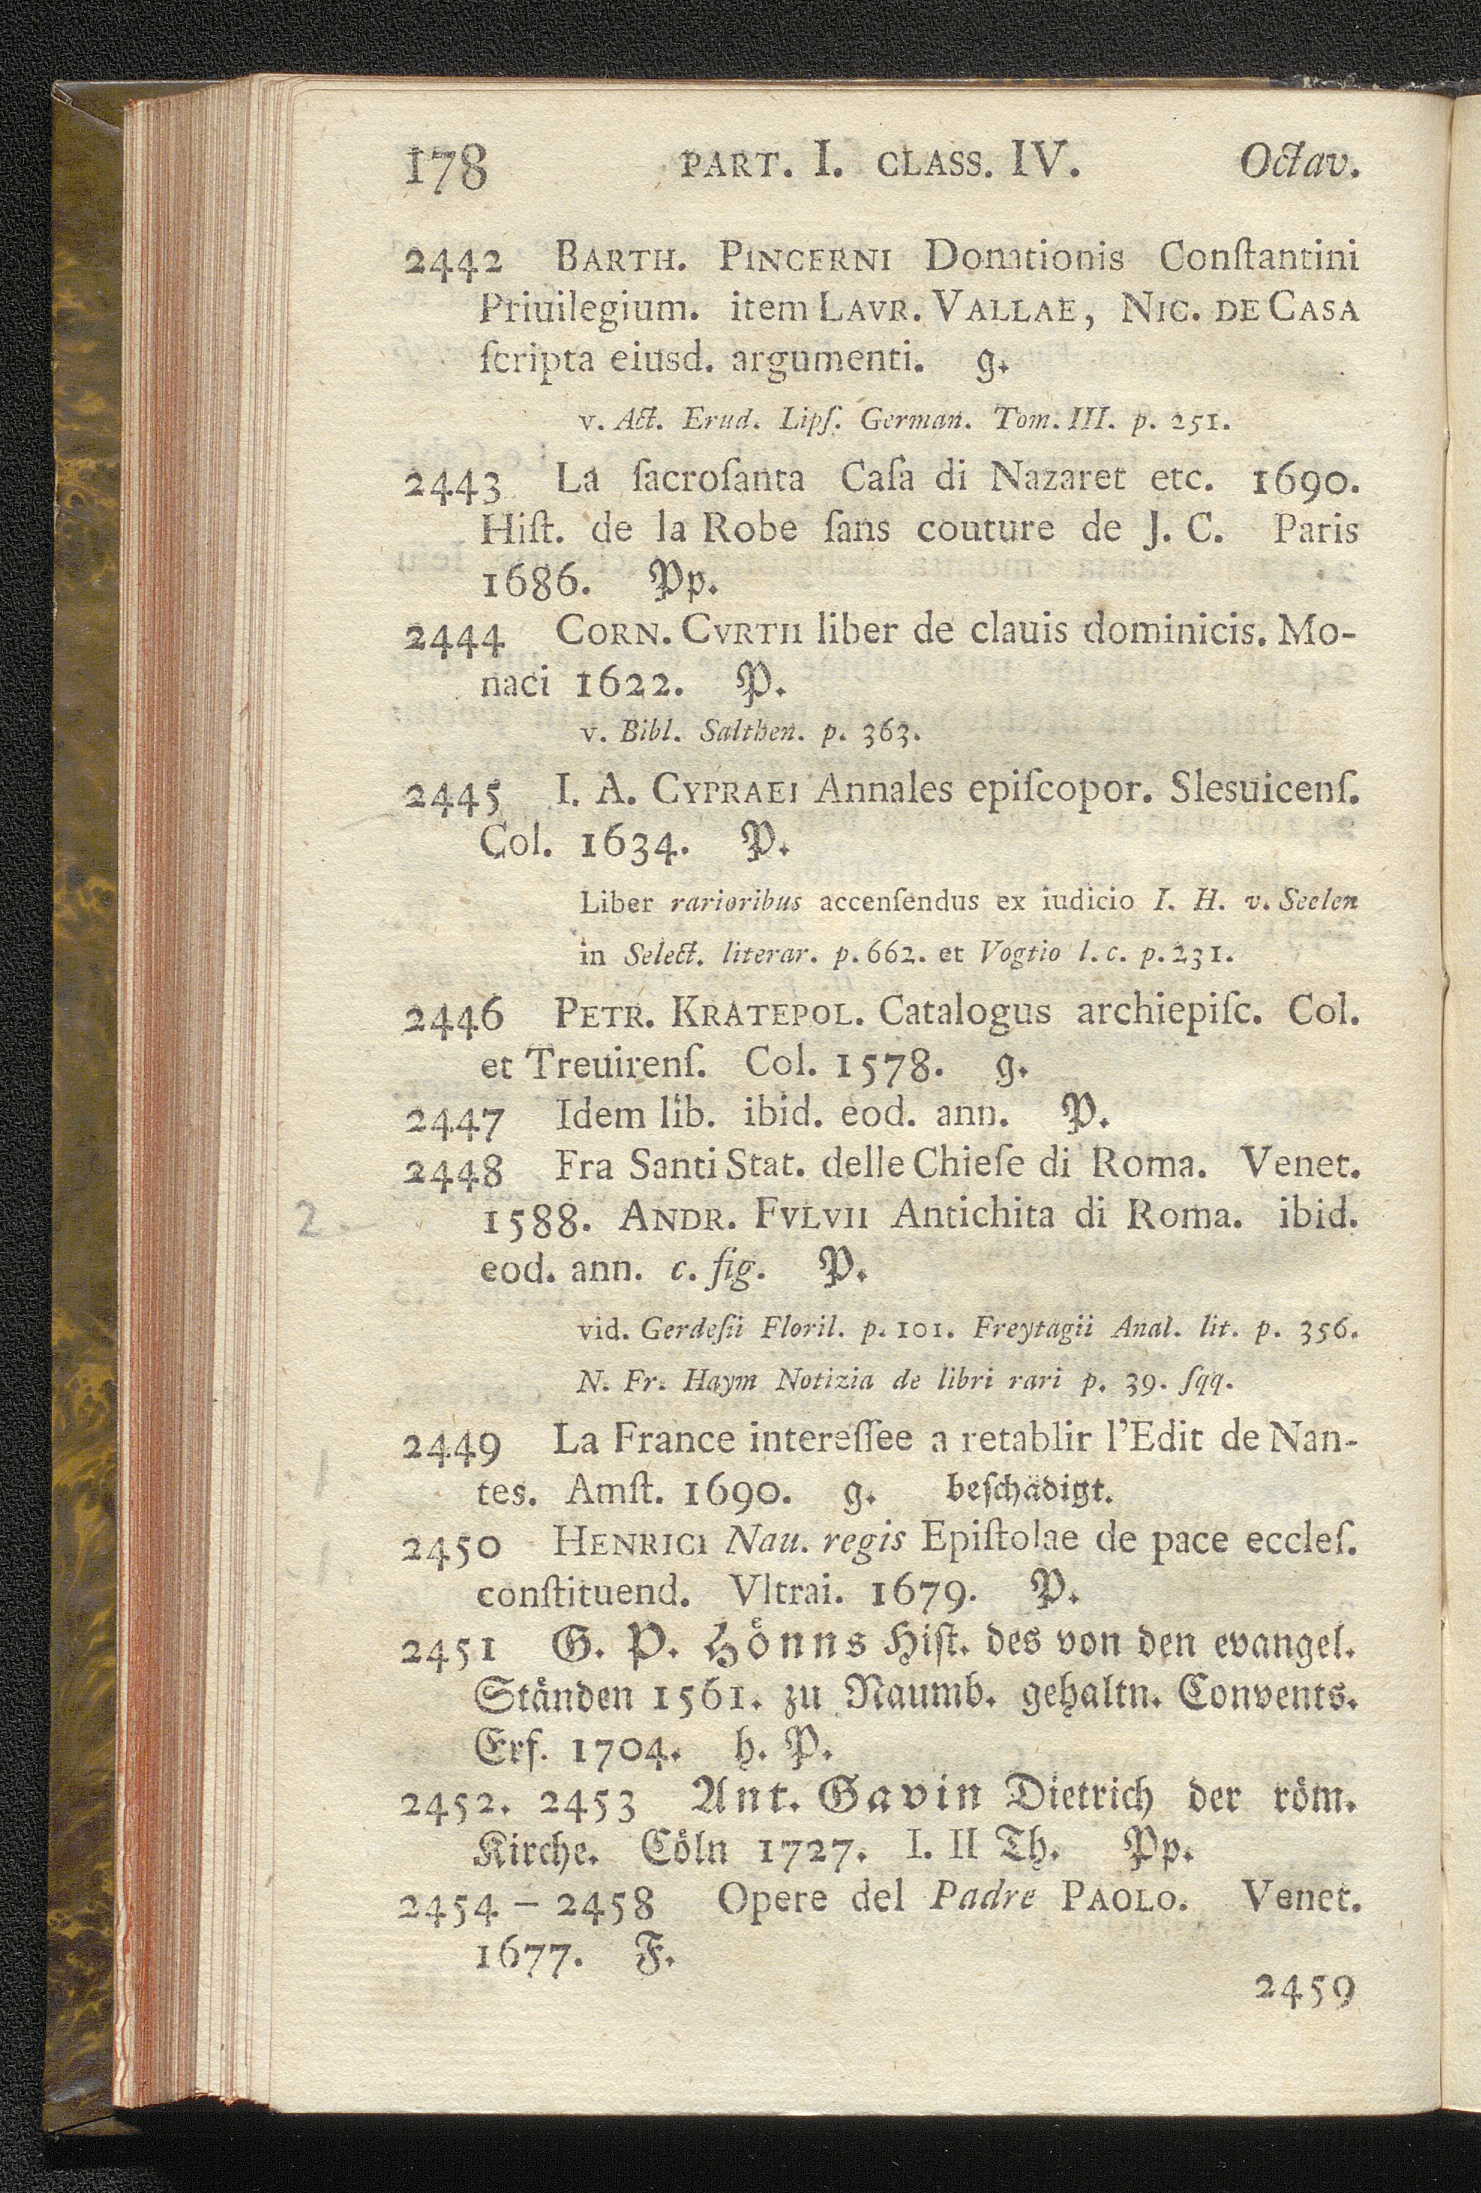 178 PART. I. CLASS. IV. Octav.
2442 BARTH. PINCERNI Donationis Conſtantini
Priuilegium. item LAVR. VALLAE, NIC. DE CASA
ſcripta eiusd. argumenti. g.
v. Act. Erud. Lipſ. German. Tom. III. p. 251.
2443 La ſacroſanta Caſa di Nazaret etc. 1690.
Hiſt. de la Robe ſans couture de J. C. Paris
1686. Pp.
2444 CORN. CVRTII liber de clauis dominicis. Mo-
naci 1622. P.
v. Bibl. Salthen. p. 363.
2445 I. A. CYPRAEI Annales epiſcopor. Slesuicenſ.
Col. 1634. P.
Liber rarioribus accenſendus ex iudicio I. H. v. Seelen
in Select. literar. p. 662. et Vogtio l. c. p. 231.
2446 PETR. KRATEPOL. Catalogus archiepiſc. Col.
et Treuirenſ. Col. 1578. g.
2447 Idem lib. ibid. eod. ann. P.
2448 Fra Santi Stat. delle Chieſe di Roma. Venet.
2 - 1588. ANDR. FVLVII Antichita di Roma. ibid.
eod. ann. c. fig. P.
vid. Gerdeſii Floril. p. 101. Freytagii Anal. lit. p. 356.
N. Fr. Haym Notizia de libri rari p. 39. ſqq.
2449 La France intereſſee a retablir l'Edit de Nan-
tes. Amſt. 1690. g. beſchädigt.
2450 HENRICI Nau. regis Epiſtolae de pace eccleſ.
conſtituend. Vltrai. 1679. P.
2451 G. P. Hönns Hiſt. des von den evangel.
Ständen 1561. zu Naumb. gehaltn. Convents.
Erf. 1704. h. P.
2452. 2453 Ant. Gavin Dietrich der röm.
Kirche. Cöln 1727. I. II Th. Pp.
2454 – 2458 Opere del Padre PAOLO. Venet.
1677. F.
2459